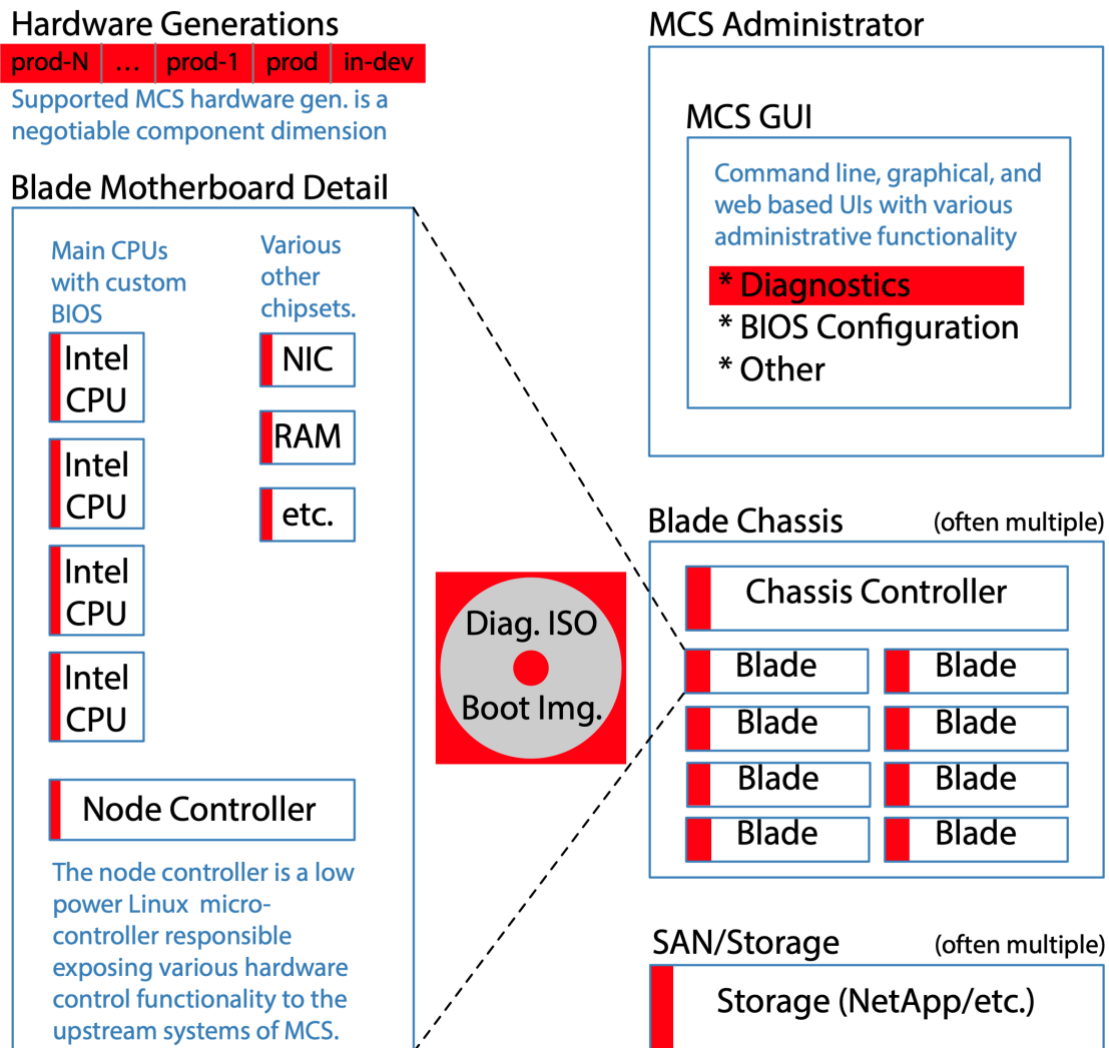 Hardware Generations
prod-N … prod-1 prod in-dev
Supported MCS hardware gen. is a
negotiable component dimension
Blade Motherboard Detail
Main CPUs
with custom
BIOS
Intel
CPU
Intel
CPU
Intel
CPU
Intel
CPU
Various
other
chipsets.
NIC
RAM
etc.
Node Controller
The node controller is a low
power Linux micro-
controller responsible
exposing various hardware
control functionality to the
upstream systems of MCS.
Diag. ISO
Boot Img.
MCS Administrator
MCS GUI
Command line, graphical, and
web based UIs with various
administrative functionality
* Diagnostics
* BIOS Configuration
* Other
Blade Chassis (often multiple)
Chassis Controller
Blade Blade
Blade Blade
Blade Blade
Blade Blade
SAN/Storage (often multiple)
Storage (NetApp/etc.)